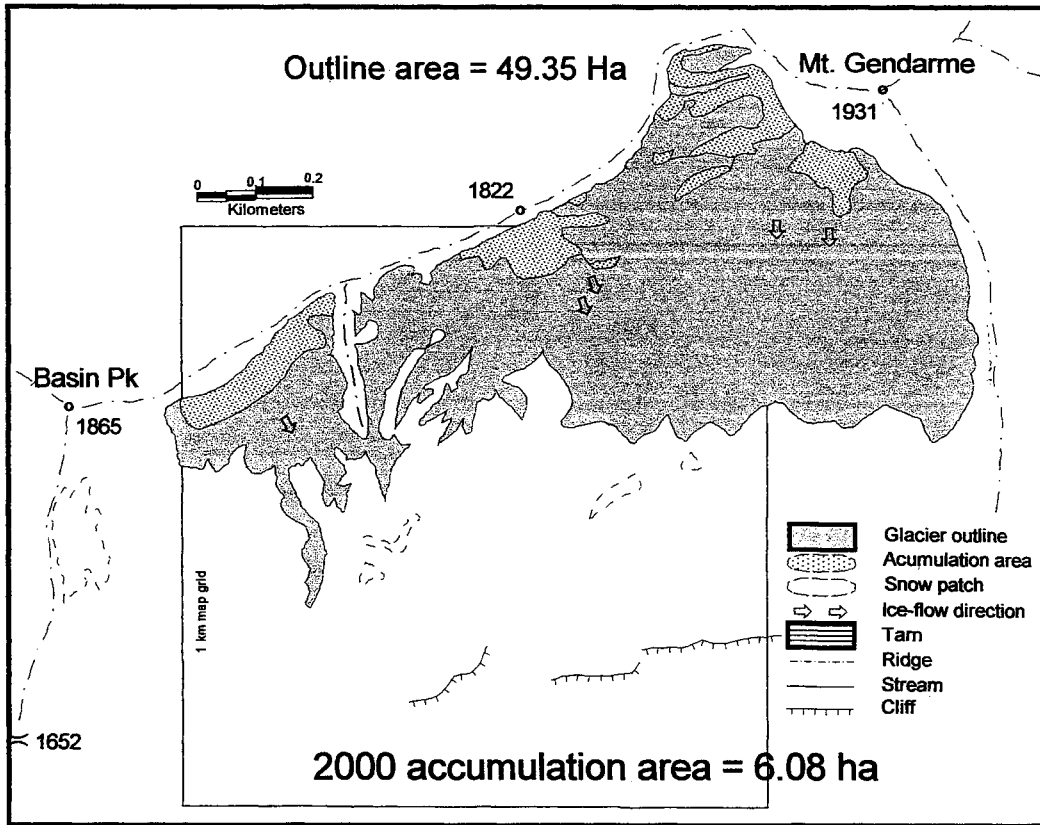 Outline area = 49.35 Ha
Mt. Gendarme
1931
0 0.1 0.2
Kilometers
1822
Basin Pk
1865
Glacier outline
Acumulation area
Snow patch
Ice-flow direction
Tarn
Ridge
Stream
Cliff
1 km map grid
1652
2000 accumulation area = 6.08 ha